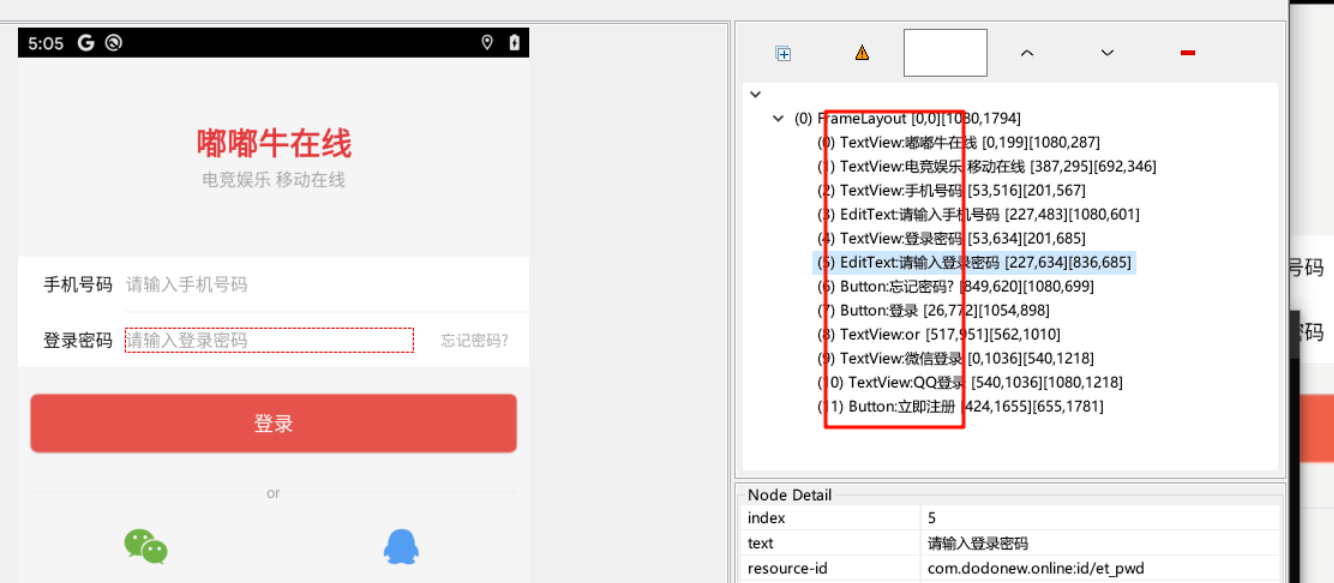 5:05
嘟嘟牛在线
电竞娱乐 移动在线
手机号码 请输入手机号码
登录密码 请输入登录密码 忘记密码?
登录
or
(0) FrameLayout [0,0][1080,1794]
(0) TextView:嘟嘟牛在线 [0,199][1080,287]
(1) TextView:电竞娱乐 移动在线 [387,295][692,346]
(2) TextView:手机号码 [53,516][201,567]
(3) EditText:请输入手机号码 [227,483][1080,601]
(4) TextView:登录密码 [53,634][201,685]
(5) EditText:请输入登录密码 [227,634][836,685]
(6) Button:忘记密码? [849,620][1080,699]
(7) Button:登录 [26,772][1054,898]
(8) TextView:or [517,951][562,1010]
(9) TextView:微信登录 [0,1036][540,1218]
(10) TextView:QQ登录 [540,1036][1080,1218]
(11) Button:立即注册 [424,1655][655,1781]
Node Detail
index 5
text 请输入登录密码
resource-id com.dodonew.online:id/et_pwd
号码